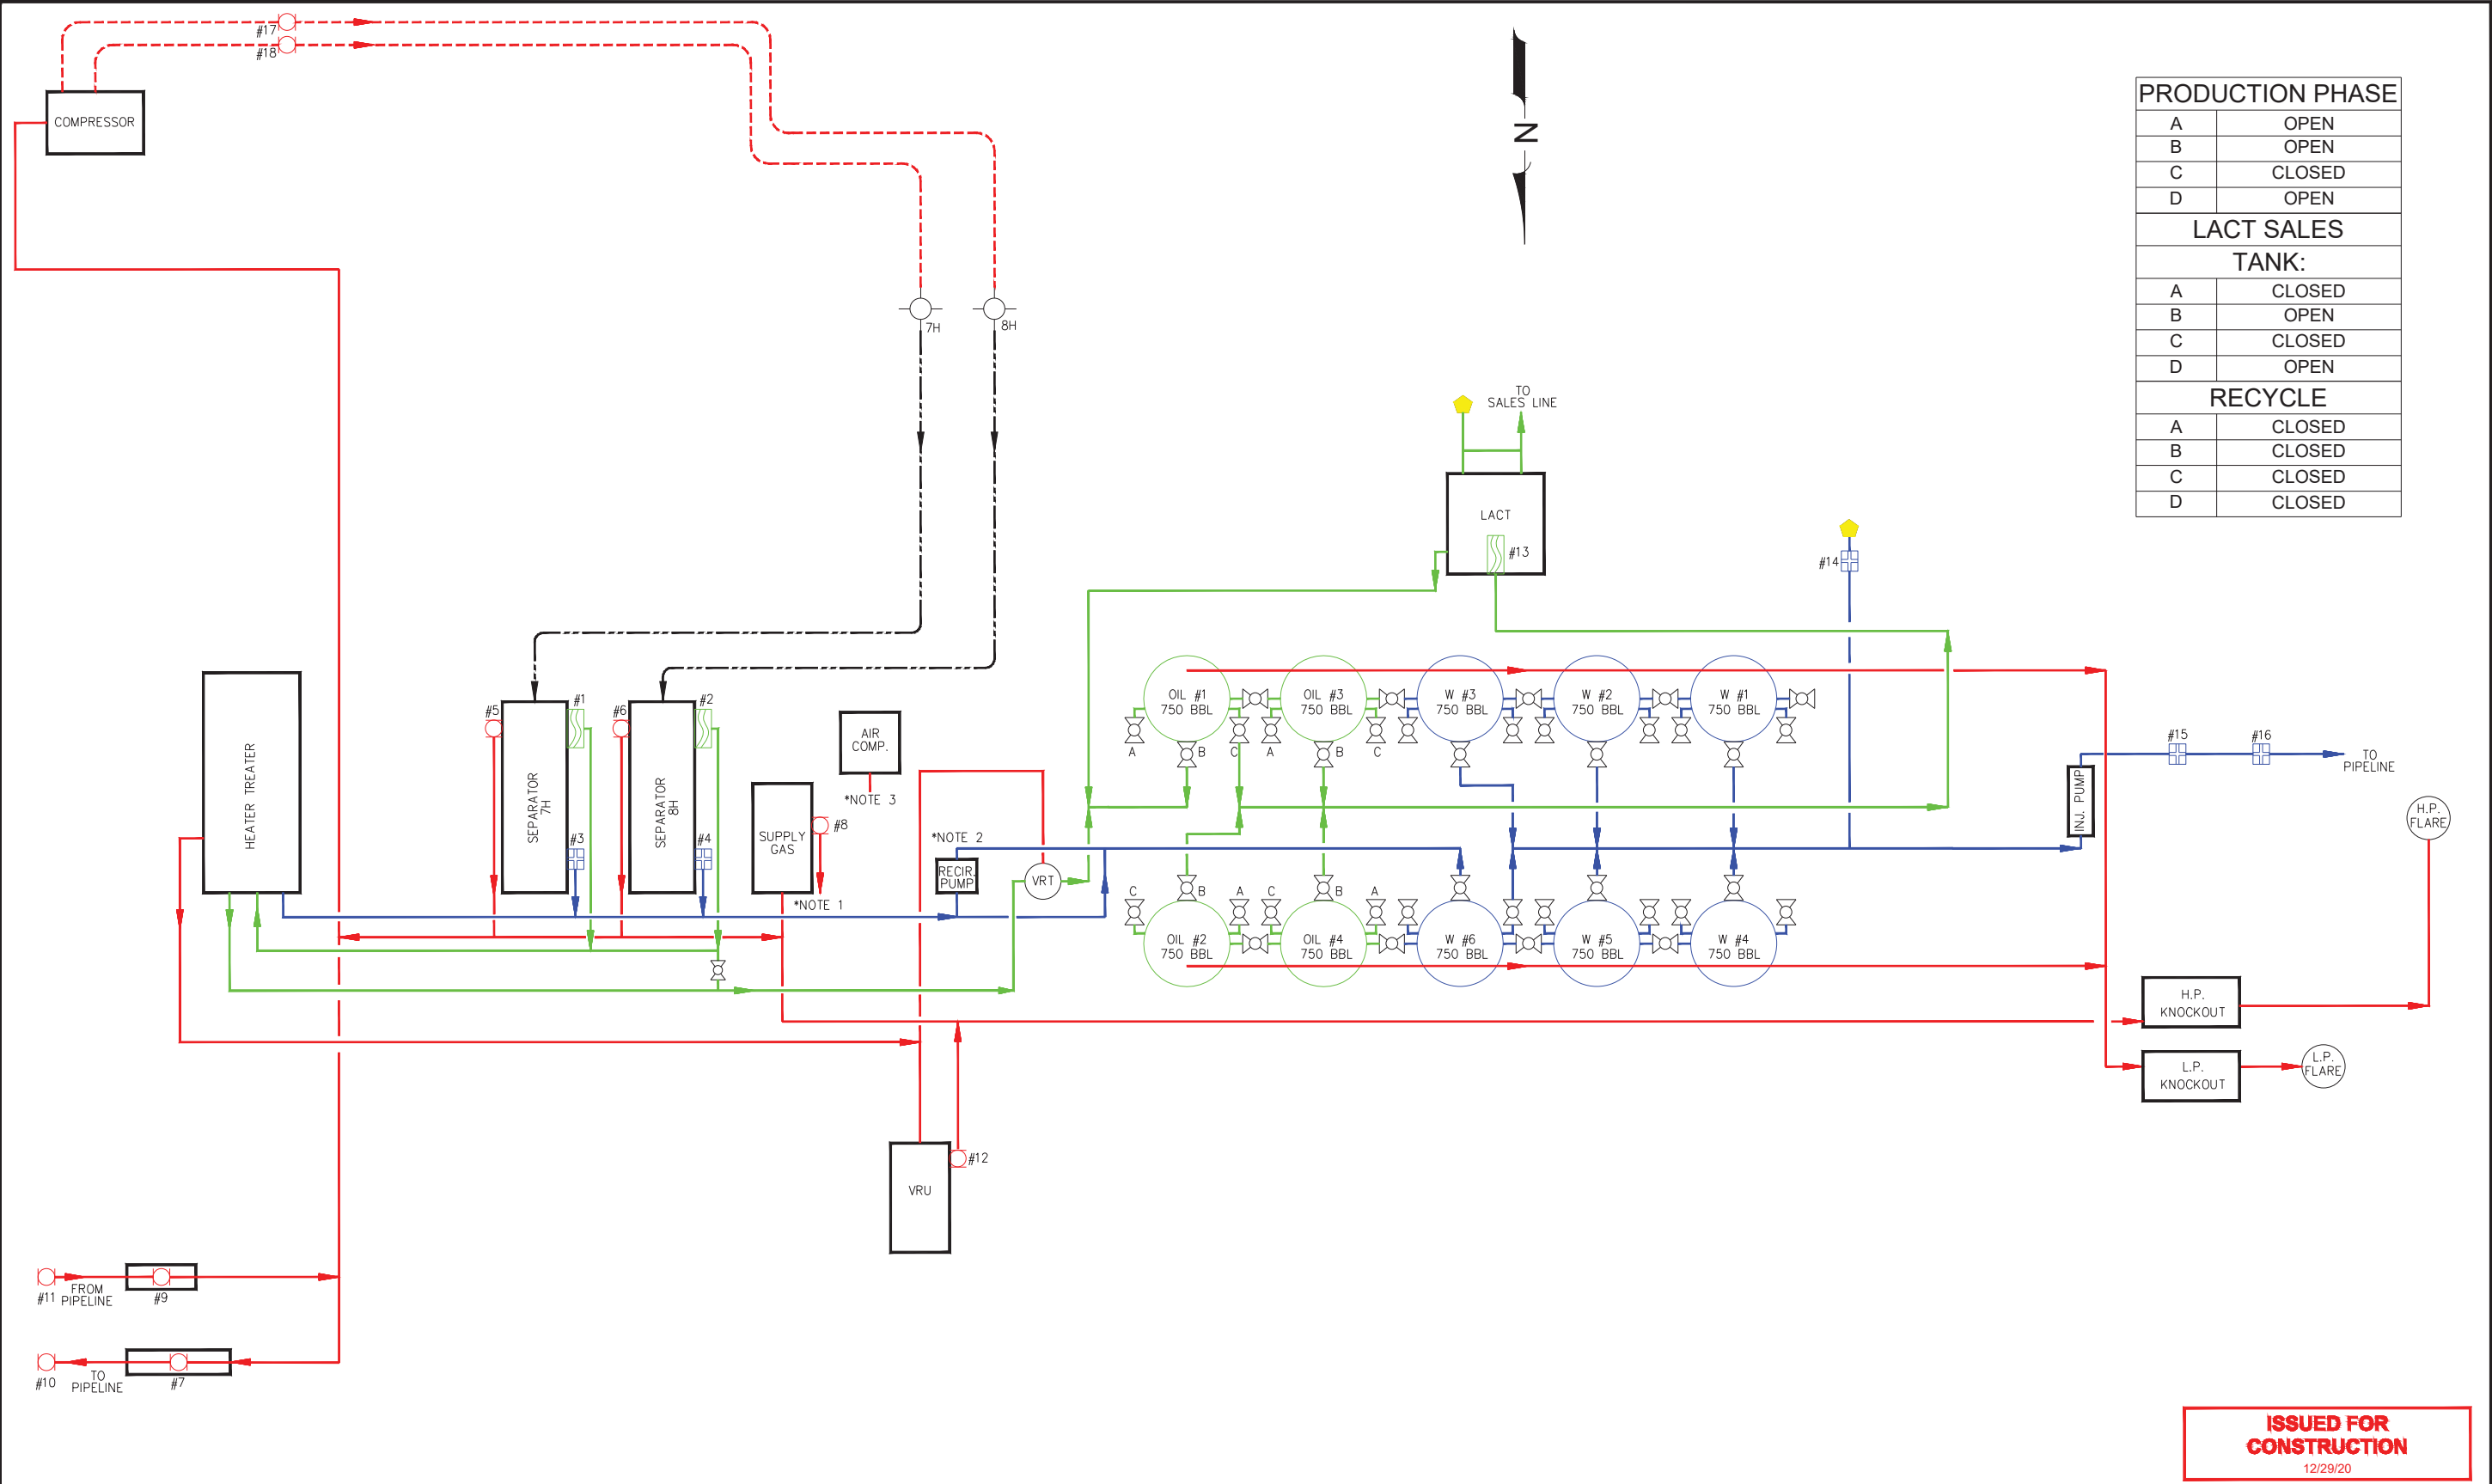 #17
#18
COMPRESSOR
N
PRODUCTION PHASE
A OPEN
B OPEN
C CLOSED
D OPEN
LACT SALES
TANK:
A CLOSED
B OPEN
C CLOSED
D OPEN
RECYCLE
A CLOSED
B CLOSED
C CLOSED
D CLOSED
7H
8H
TO
SALES LINE
LACT
#13
#14
HEATER TREATER
#5
#1
SEPARATOR
7H
#3
#6
#2
SEPARATOR
8H
#4
AIR
COMP.
*NOTE 3
SUPPLY
GAS
#8
*NOTE 1
*NOTE 2
RECIR.
PUMP
VRT
OIL #1
750 BBL
OIL #3
750 BBL
W #3
750 BBL
W #2
750 BBL
W #1
750 BBL
A B C A B C
C B A C B A
OIL #2
750 BBL
OIL #4
750 BBL
W #6
750 BBL
W #5
750 BBL
W #4
750 BBL
INJ. PUMP
#15
#16
TO
PIPELINE
H.P.
FLARE
H.P.
KNOCKOUT
L.P.
KNOCKOUT
L.P.
FLARE
VRU
#12
#11
FROM
PIPELINE
#9
#10
TO
PIPELINE
#7
ISSUED FOR
CONSTRUCTION
12/29/20